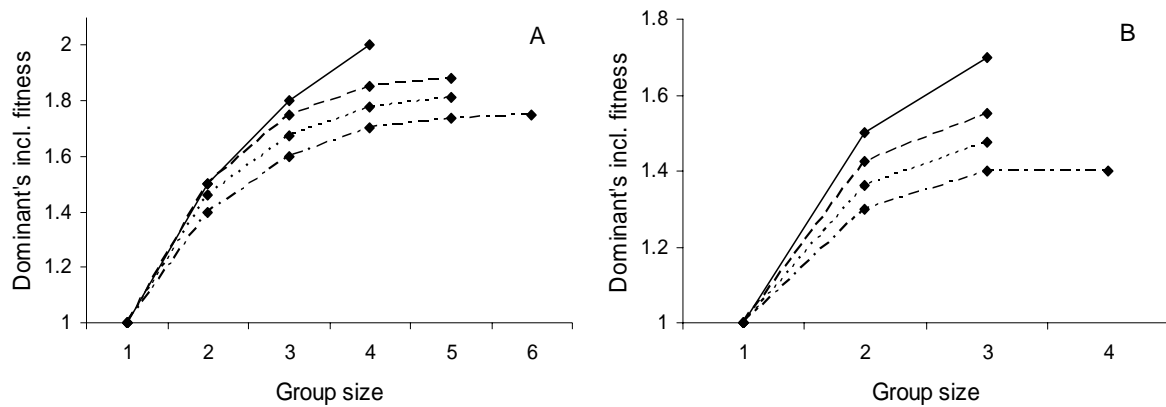 A
Dominant's incl. fitness
2
1.8
1.6
1.4
1.2
1
1 2 3 4 5 6
Group size
B
Dominant's incl. fitness
1.8
1.6
1.4
1.2
1
1 2 3 4
Group size